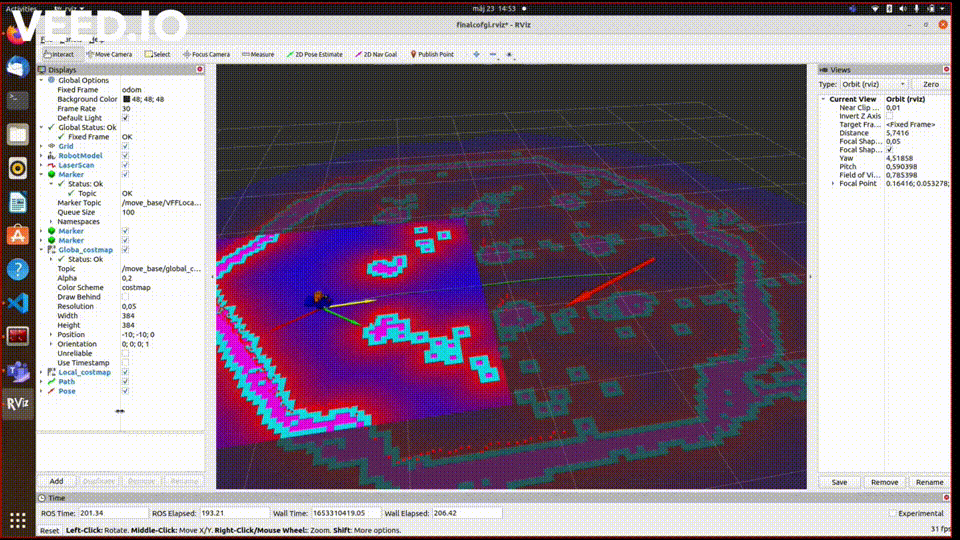 Activities
rviz
máj 23 14:53
VEED.IO
finalcofgi.rviz* - RViz
Interact
Move Camera
Select
Focus Camera
Measure
2D Pose Estimate
2D Nav Goal
Publish Point
Displays
Global Options
Fixed Frame odom
Background Color 48; 48; 48
Frame Rate 30
Default Light
Global Status: Ok
Fixed Frame OK
Grid
RobotModel
LaserScan
Marker
Status: Ok
Topic OK
Marker Topic /move_base/VFFLoca...
Queue Size 100
Namespaces
Marker
Marker
Globa_costmap
Status: Ok
Topic /move_base/global_c...
Alpha 0,2
Color Scheme costmap
Draw Behind
Resolution 0,05
Width 384
Height 384
Position -10; -10; 0
Orientation 0; 0; 0; 1
Unreliable
Use Timestamp
Local_costmap
Path
Pose
Add Duplicate Remove Rename
Views
Type: Orbit (rviz) Zero
Current View Orbit (rviz)
Near Clip ... 0,01
Invert Z Axis
Target Fra... <Fixed Frame>
Distance 5,7416
Focal Shap... 0,05
Focal Shap...
Yaw 4,51858
Pitch 0,590398
Field of Vi... 0,785398
Focal Point 0.16416; 0.053278;
Save Remove Rename
RViz
Time
ROS Time: 201.34 ROS Elapsed: 193.21 Wall Time: 1653310419.05 Wall Elapsed: 206.42 Experimental
Reset Left-Click: Rotate. Middle-Click: Move X/Y. Right-Click/Mouse Wheel: Zoom. Shift: More options. 31 fps